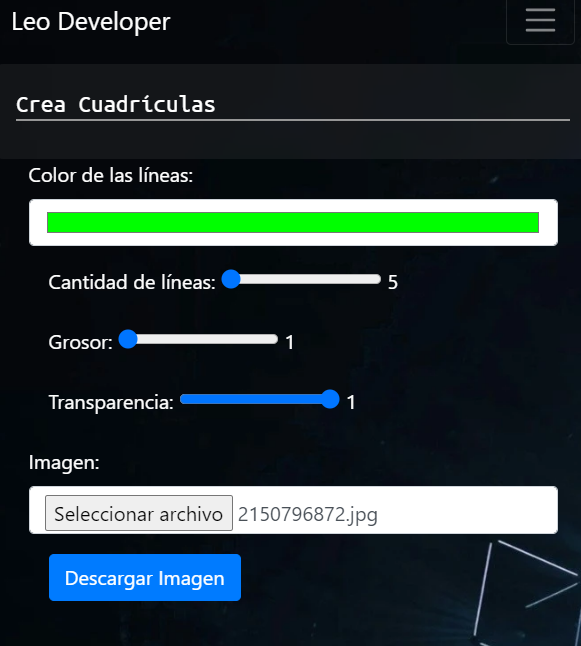 Leo Developer
Crea Cuadrículas
Color de las líneas:
Cantidad de líneas: 5
Grosor: 1
Transparencia: 1
Imagen:
Seleccionar archivo 2150796872.jpg
Descargar Imagen